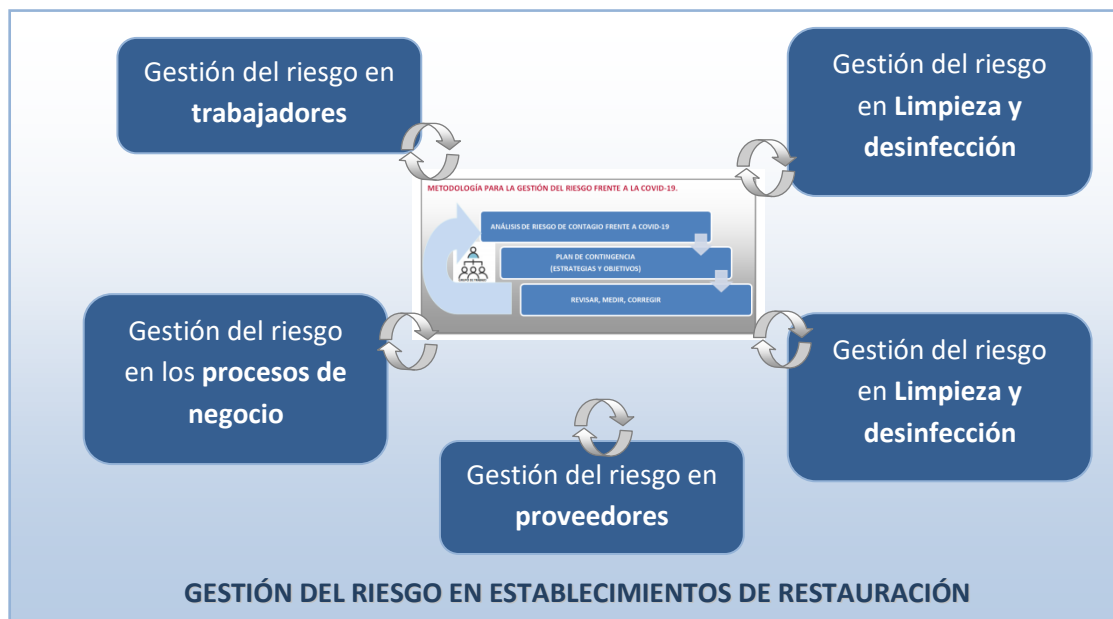 Gestión del riesgo en
trabajadores
Gestión del riesgo
en Limpieza y
desinfección
METODOLOGÍA PARA LA GESTIÓN DEL RIESGO FRENTE A LA COVID-19.
ANÁLISIS DE RIESGO DE CONTAGIO FRENTE A COVID-19
PLAN DE CONTINGENCIA
(ESTRATEGIAS Y OBJETIVOS)
REVISAR, MEDIR, CORREGIR
Gestión del riesgo
en los procesos de
negocio
Gestión del riesgo
en Limpieza y
desinfección
Gestión del riesgo en
proveedores
GESTIÓN DEL RIESGO EN ESTABLECIMIENTOS DE RESTAURACIÓN